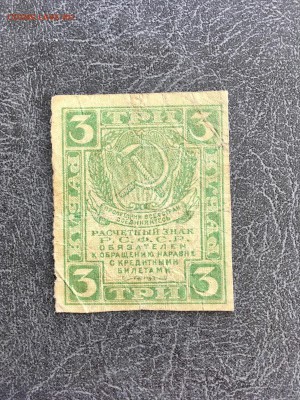 3 ТРИ 3
РУБЛЯ
РУБЛЯ
РАСЧЕТНЫЙ ЗНАК
Р.С.Ф.С.Р.
ОБЯЗАТЕЛЕН
К ОБРАЩЕНИЮ НАРАВНЕ
С КРЕДИТНЫМИ
БИЛЕТАМИ
3 ТРИ 3